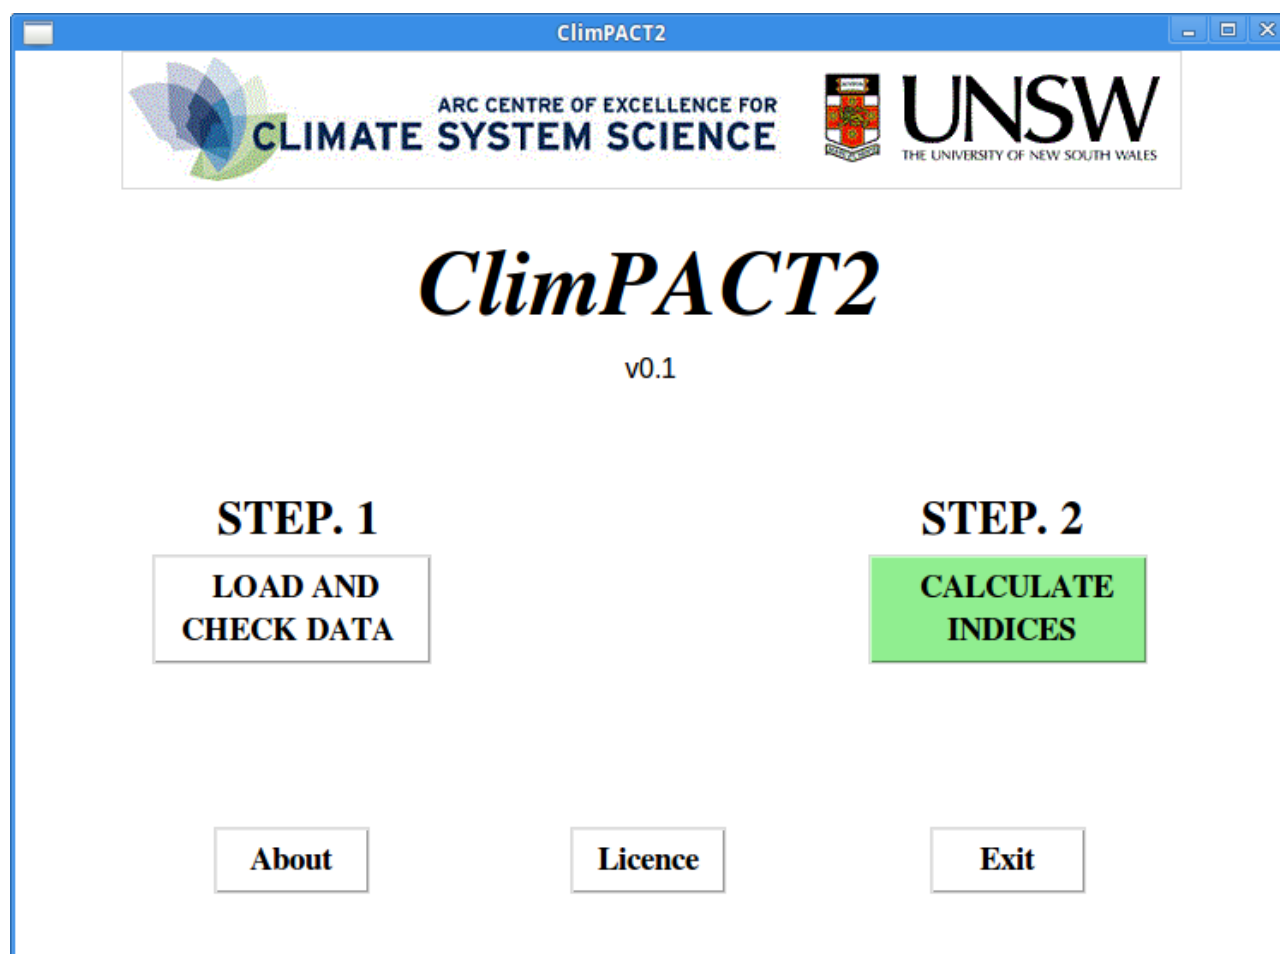 ClimPACT2
ARC CENTRE OF EXCELLENCE FOR
CLIMATE SYSTEM SCIENCE
UNSW
THE UNIVERSITY OF NEW SOUTH WALES
ClimPACT2
v0.1
STEP. 1
LOAD AND
CHECK DATA
STEP. 2
CALCULATE
INDICES
About
Licence
Exit